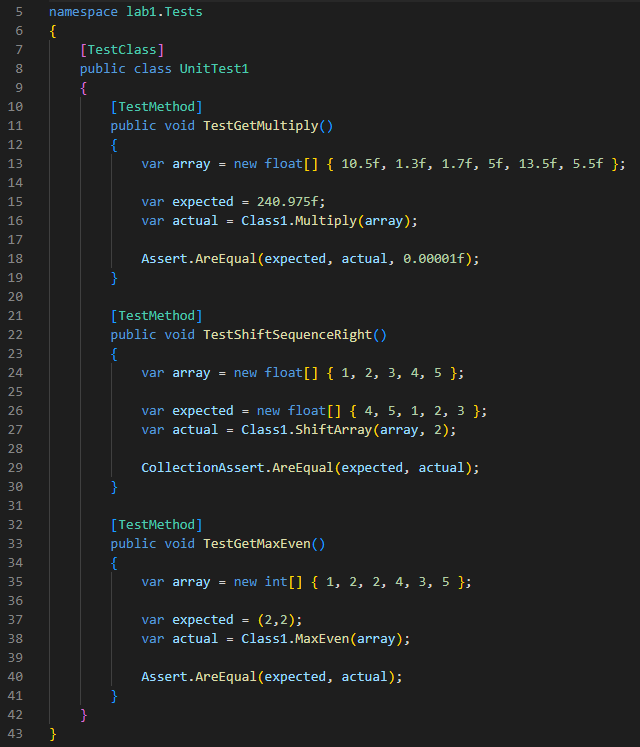 5 namespace lab1.Tests
6 {
7     [TestClass]
8     public class UnitTest1
9     {
10         [TestMethod]
11         public void TestGetMultiply()
12         {
13             var array = new float[] { 10.5f, 1.3f, 1.7f, 5f, 13.5f, 5.5f };
14
15             var expected = 240.975f;
16             var actual = Class1.Multiply(array);
17
18             Assert.AreEqual(expected, actual, 0.00001f);
19         }
20
21         [TestMethod]
22         public void TestShiftSequenceRight()
23         {
24             var array = new float[] { 1, 2, 3, 4, 5 };
25
26             var expected = new float[] { 4, 5, 1, 2, 3 };
27             var actual = Class1.ShiftArray(array, 2);
28
29             CollectionAssert.AreEqual(expected, actual);
30         }
31
32         [TestMethod]
33         public void TestGetMaxEven()
34         {
35             var array = new int[] { 1, 2, 2, 4, 3, 5 };
36
37             var expected = (2,2);
38             var actual = Class1.MaxEven(array);
39
40             Assert.AreEqual(expected, actual);
41         }
42     }
43 }